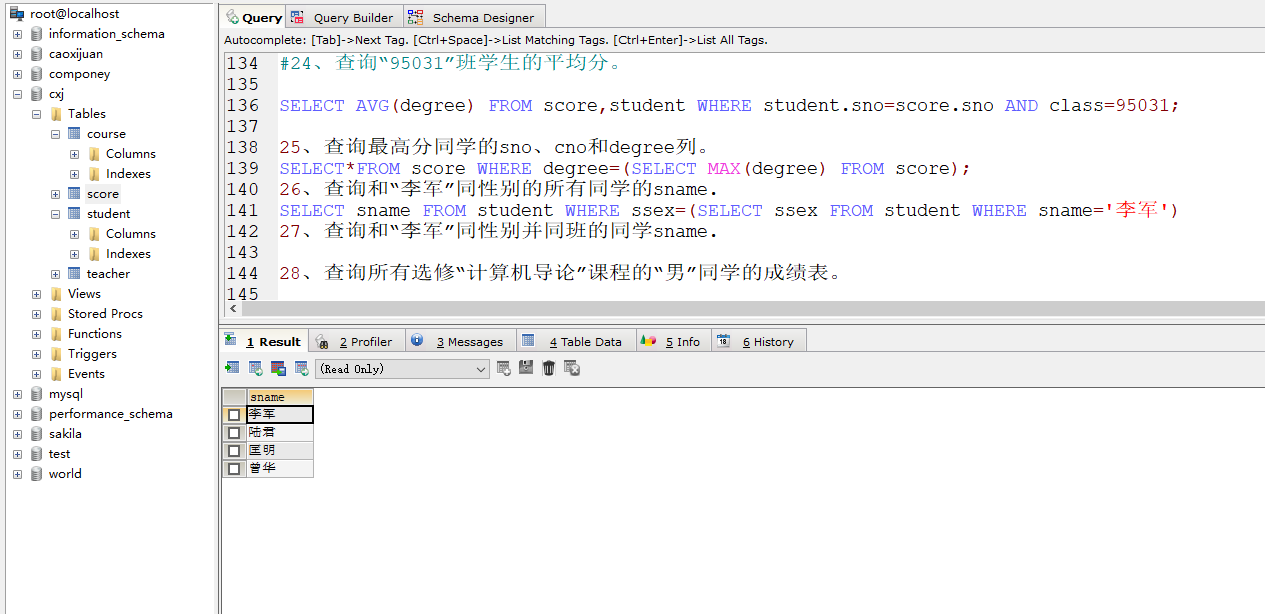 root@localhost
information_schema
caoxijuan
componey
cxj
Tables
course
Columns
Indexes
score
student
Columns
Indexes
teacher
Views
Stored Procs
Functions
Triggers
Events
mysql
performance_schema
sakila
test
world
Query
Query Builder
Schema Designer
Autocomplete: [Tab]->Next Tag. [Ctrl+Space]->List Matching Tags. [Ctrl+Enter]->List All Tags.
134 #24、查询“95031”班学生的平均分。
135
136 SELECT AVG(degree) FROM score,student WHERE student.sno=score.sno AND class=95031;
137
138 25、查询最高分同学的sno、cno和degree列。
139 SELECT*FROM score WHERE degree=(SELECT MAX(degree) FROM score);
140 26、查询和“李军”同性别的所有同学的sname.
141 SELECT sname FROM student WHERE ssex=(SELECT ssex FROM student WHERE sname='李军')
142 27、查询和“李军”同性别并同班的同学sname.
143
144 28、查询所有选修“计算机导论”课程的“男”同学的成绩表。
145
1 Result
2 Profiler
3 Messages
4 Table Data
5 Info
18
6 History
(Read Only)
sname
李军
陆君
匡明
曾华